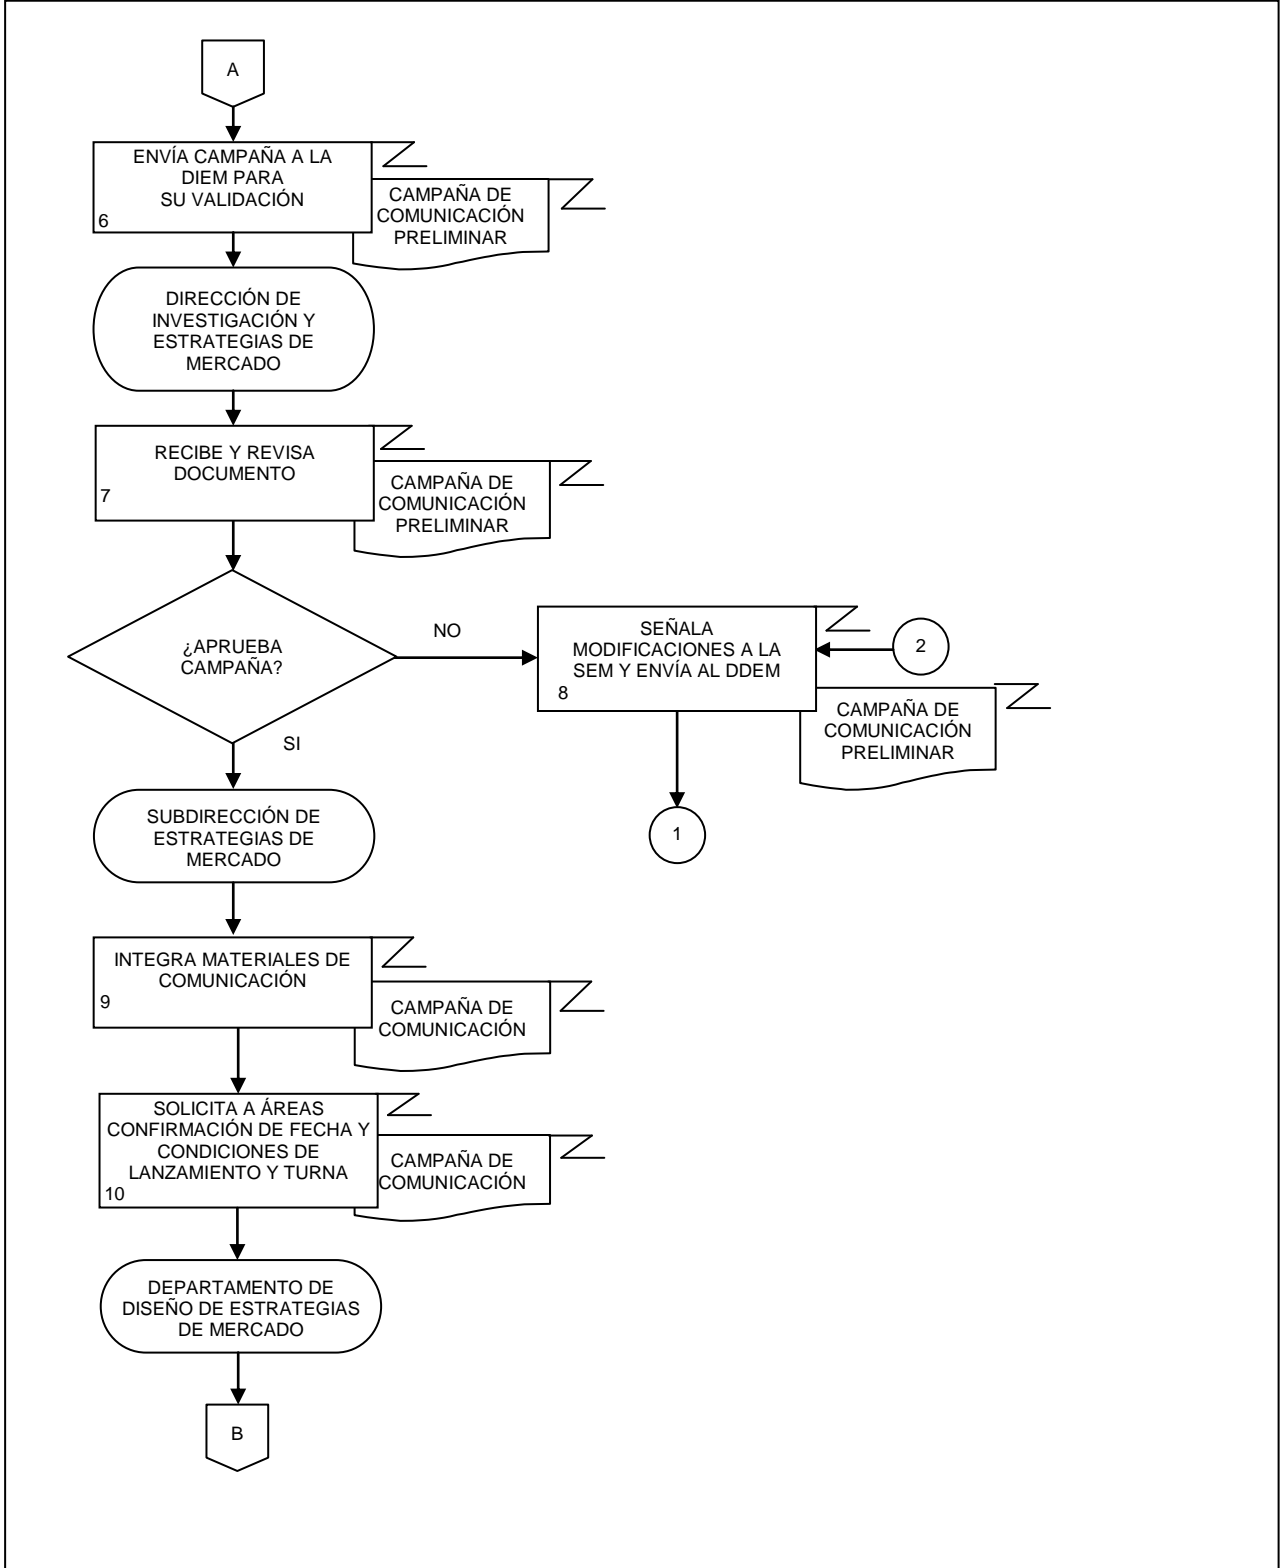 A
ENVÍA CAMPAÑA A LA
DIEM PARA
SU VALIDACIÓN
6
CAMPAÑA DE
COMUNICACIÓN
PRELIMINAR
DIRECCIÓN DE
INVESTIGACIÓN Y
ESTRATEGIAS DE
MERCADO
RECIBE Y REVISA
DOCUMENTO
7
CAMPAÑA DE
COMUNICACIÓN
PRELIMINAR
¿APRUEBA
CAMPAÑA?
NO
SEÑALA
MODIFICACIONES A LA
SEM Y ENVÍA AL DDEM
8
2
CAMPAÑA DE
COMUNICACIÓN
PRELIMINAR
1
SI
SUBDIRECCIÓN DE
ESTRATEGIAS DE
MERCADO
INTEGRA MATERIALES DE
COMUNICACIÓN
9
CAMPAÑA DE
COMUNICACIÓN
SOLICITA A ÁREAS
CONFIRMACIÓN DE FECHA Y
CONDICIONES DE
LANZAMIENTO Y TURNA
10
CAMPAÑA DE
COMUNICACIÓN
DEPARTAMENTO DE
DISEÑO DE ESTRATEGIAS
DE MERCADO
B